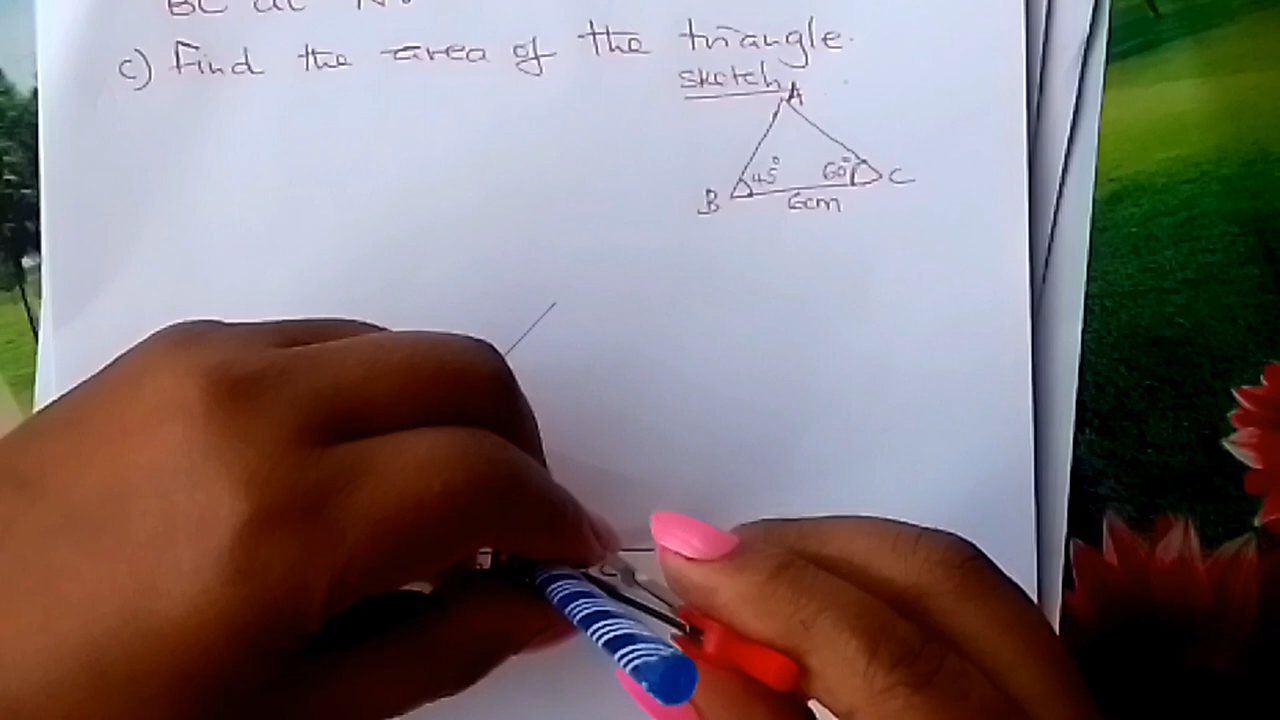 c) Find the area of the triangle.
sketch
A
45° 60° C
B 6cm